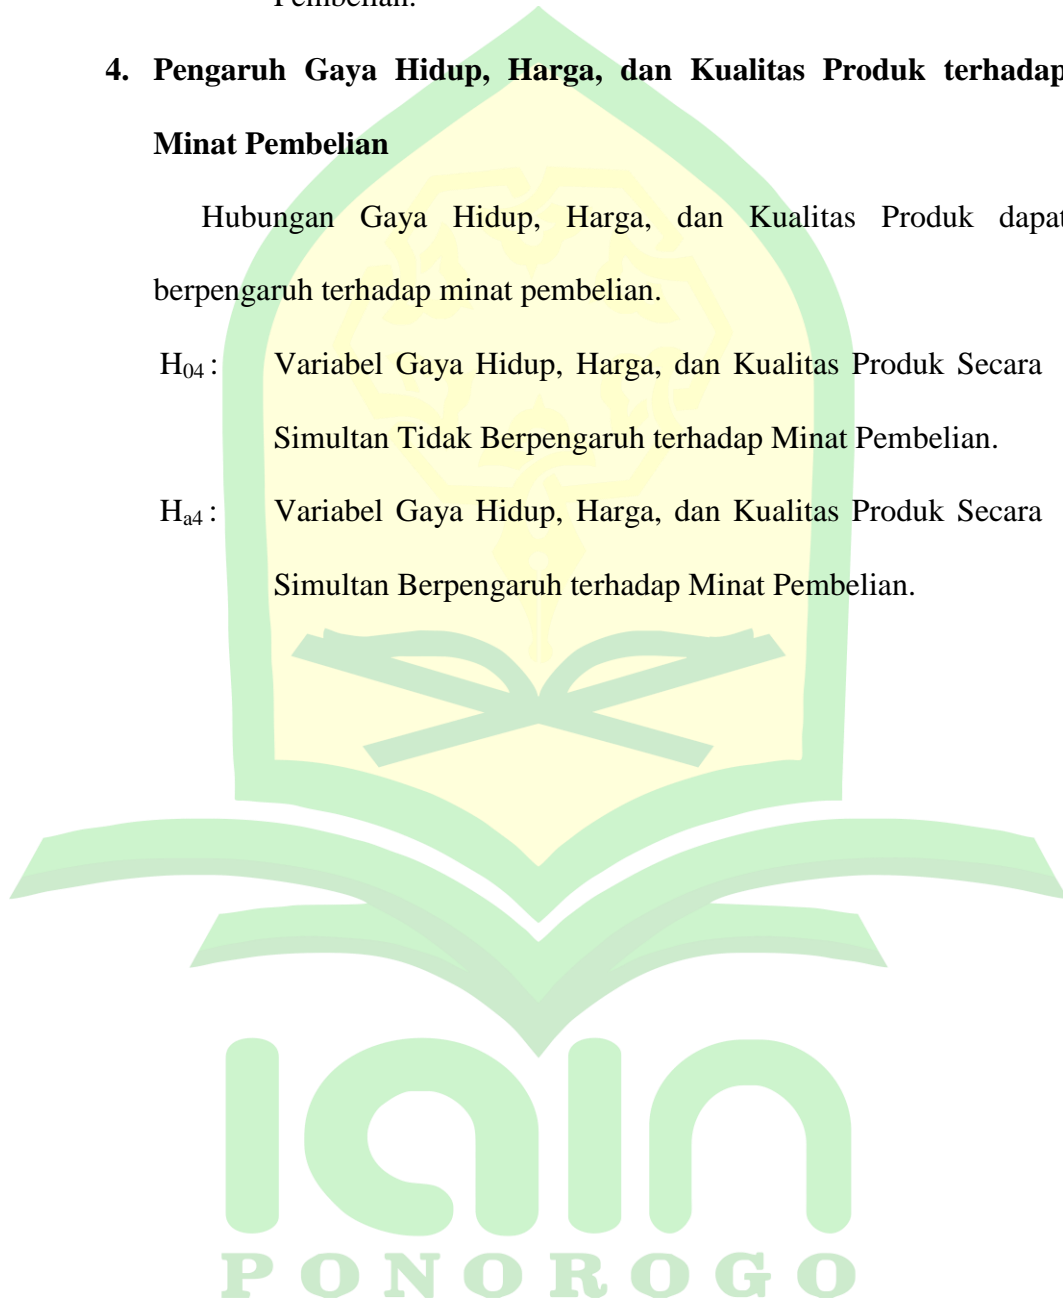 Pembelian.
4. Pengaruh Gaya Hidup, Harga, dan Kualitas Produk terhadap
Minat Pembelian
Hubungan Gaya Hidup, Harga, dan Kualitas Produk dapat
berpengaruh terhadap minat pembelian.
H₀₄ : Variabel Gaya Hidup, Harga, dan Kualitas Produk Secara
Simultan Tidak Berpengaruh terhadap Minat Pembelian.
Hₐ₄ : Variabel Gaya Hidup, Harga, dan Kualitas Produk Secara
Simultan Berpengaruh terhadap Minat Pembelian.
iain
PONOROGO